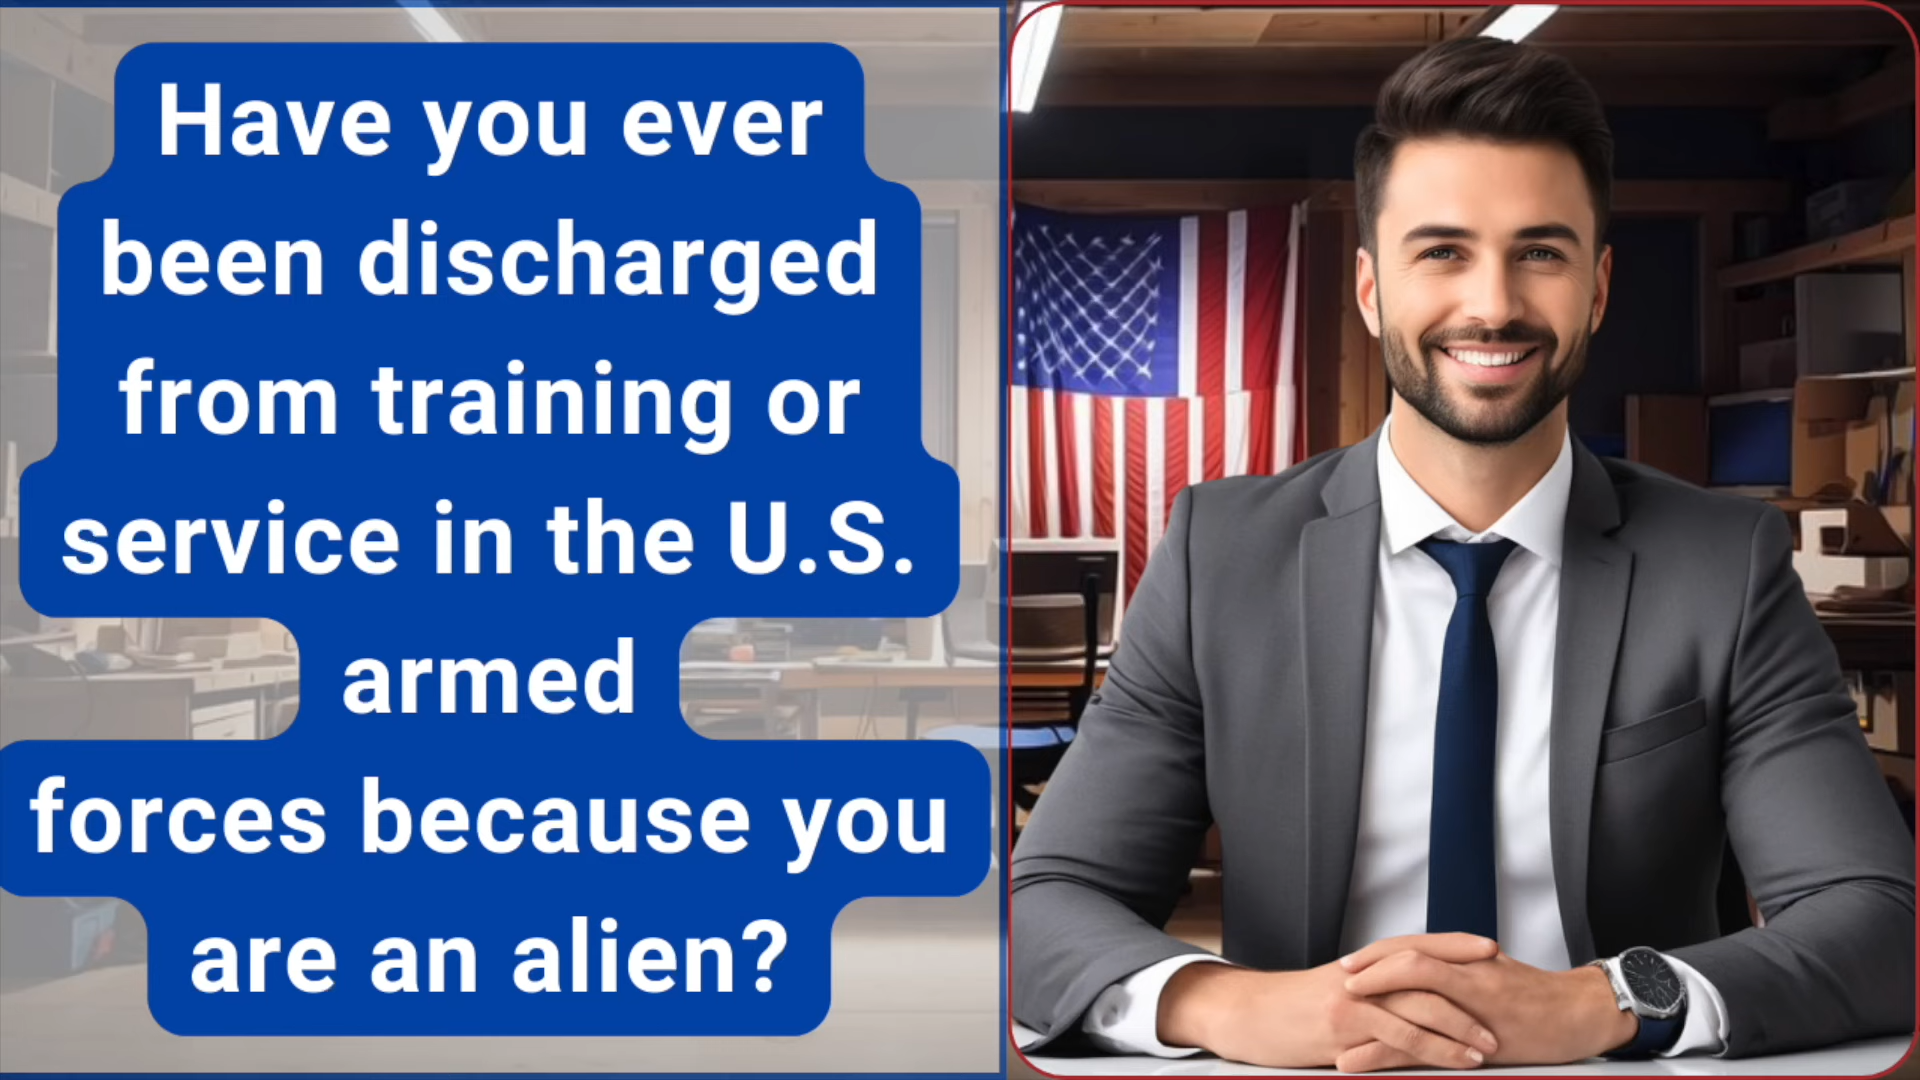 Have you ever
been discharged
from training or
service in the U.S.
armed
forces because you
are an alien?